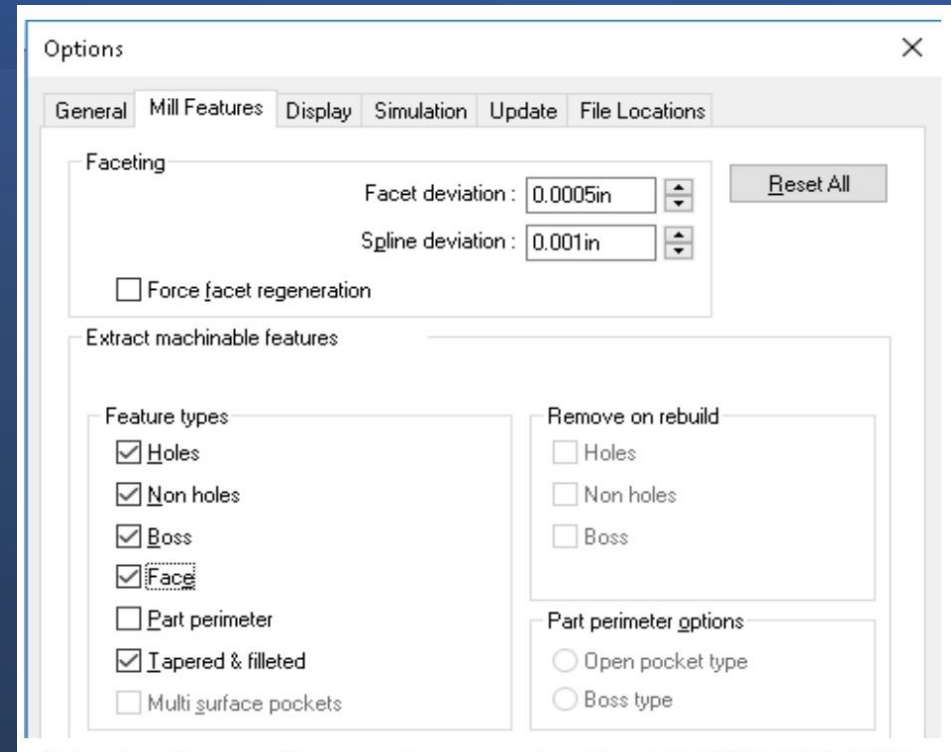 Options
General Mill Features Display Simulation Update File Locations
Faceting
Facet deviation : 0.0005in
Reset All
Spline deviation : 0.001in
Force facet regeneration
Extract machinable features
Feature types
Holes
Non holes
Boss
Face
Part perimeter
Tapered & filleted
Multi surface pockets
Remove on rebuild
Holes
Non holes
Boss
Part perimeter options
Open pocket type
Boss type